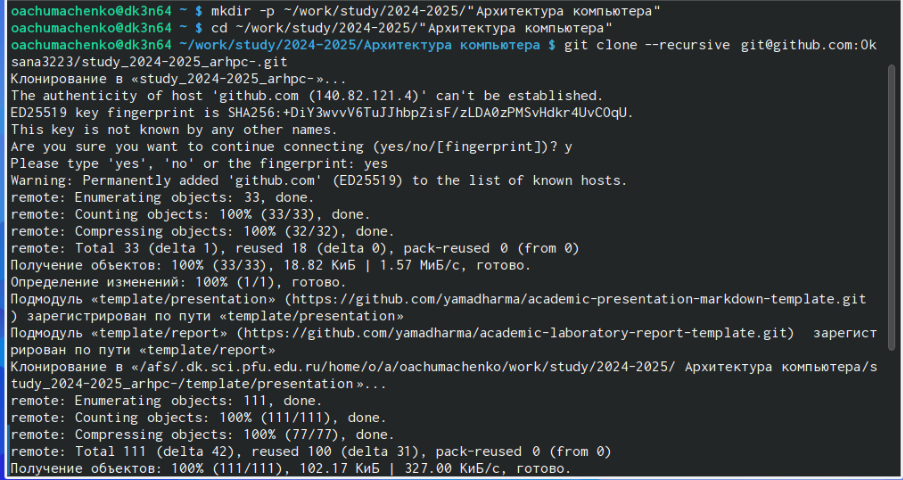 oachumachenko@dk3n64 ~ $ mkdir -p ~/work/study/2024-2025/"Архитектура компьютера"
oachumachenko@dk3n64 ~ $ cd ~/work/study/2024-2025/"Архитектура компьютера"
oachumachenko@dk3n64 ~/work/study/2024-2025/Архитектура компьютера $ git clone --recursive git@github.com:Ok
sana3223/study_2024-2025_arhpc-.git
Клонирование в «study_2024-2025_arhpc-»...
The authenticity of host 'github.com (140.82.121.4)' can't be established.
ED25519 key fingerprint is SHA256:+DiY3wvvV6TuJJhbpZisF/zLDA0zPMSvHdkr4UvCOqU.
This key is not known by any other names.
Are you sure you want to continue connecting (yes/no/[fingerprint])? y
Please type 'yes', 'no' or the fingerprint: yes
Warning: Permanently added 'github.com' (ED25519) to the list of known hosts.
remote: Enumerating objects: 33, done.
remote: Counting objects: 100% (33/33), done.
remote: Compressing objects: 100% (32/32), done.
remote: Total 33 (delta 1), reused 18 (delta 0), pack-reused 0 (from 0)
Получение объектов: 100% (33/33), 18.82 КиБ | 1.57 МиБ/с, готово.
Определение изменений: 100% (1/1), готово.
Подмодуль «template/presentation» (https://github.com/yamadharma/academic-presentation-markdown-template.git
) зарегистрирован по пути «template/presentation»
Подмодуль «template/report» (https://github.com/yamadharma/academic-laboratory-report-template.git) зарегист
рирован по пути «template/report»
Клонирование в «/afs/.dk.sci.pfu.edu.ru/home/o/a/oachumachenko/work/study/2024-2025/ Архитектура компьютера/s
tudy_2024-2025_arhpc-/template/presentation»...
remote: Enumerating objects: 111, done.
remote: Counting objects: 100% (111/111), done.
remote: Compressing objects: 100% (77/77), done.
remote: Total 111 (delta 42), reused 100 (delta 31), pack-reused 0 (from 0)
Получение объектов: 100% (111/111), 102.17 КиБ | 327.00 КиБ/с, готово.